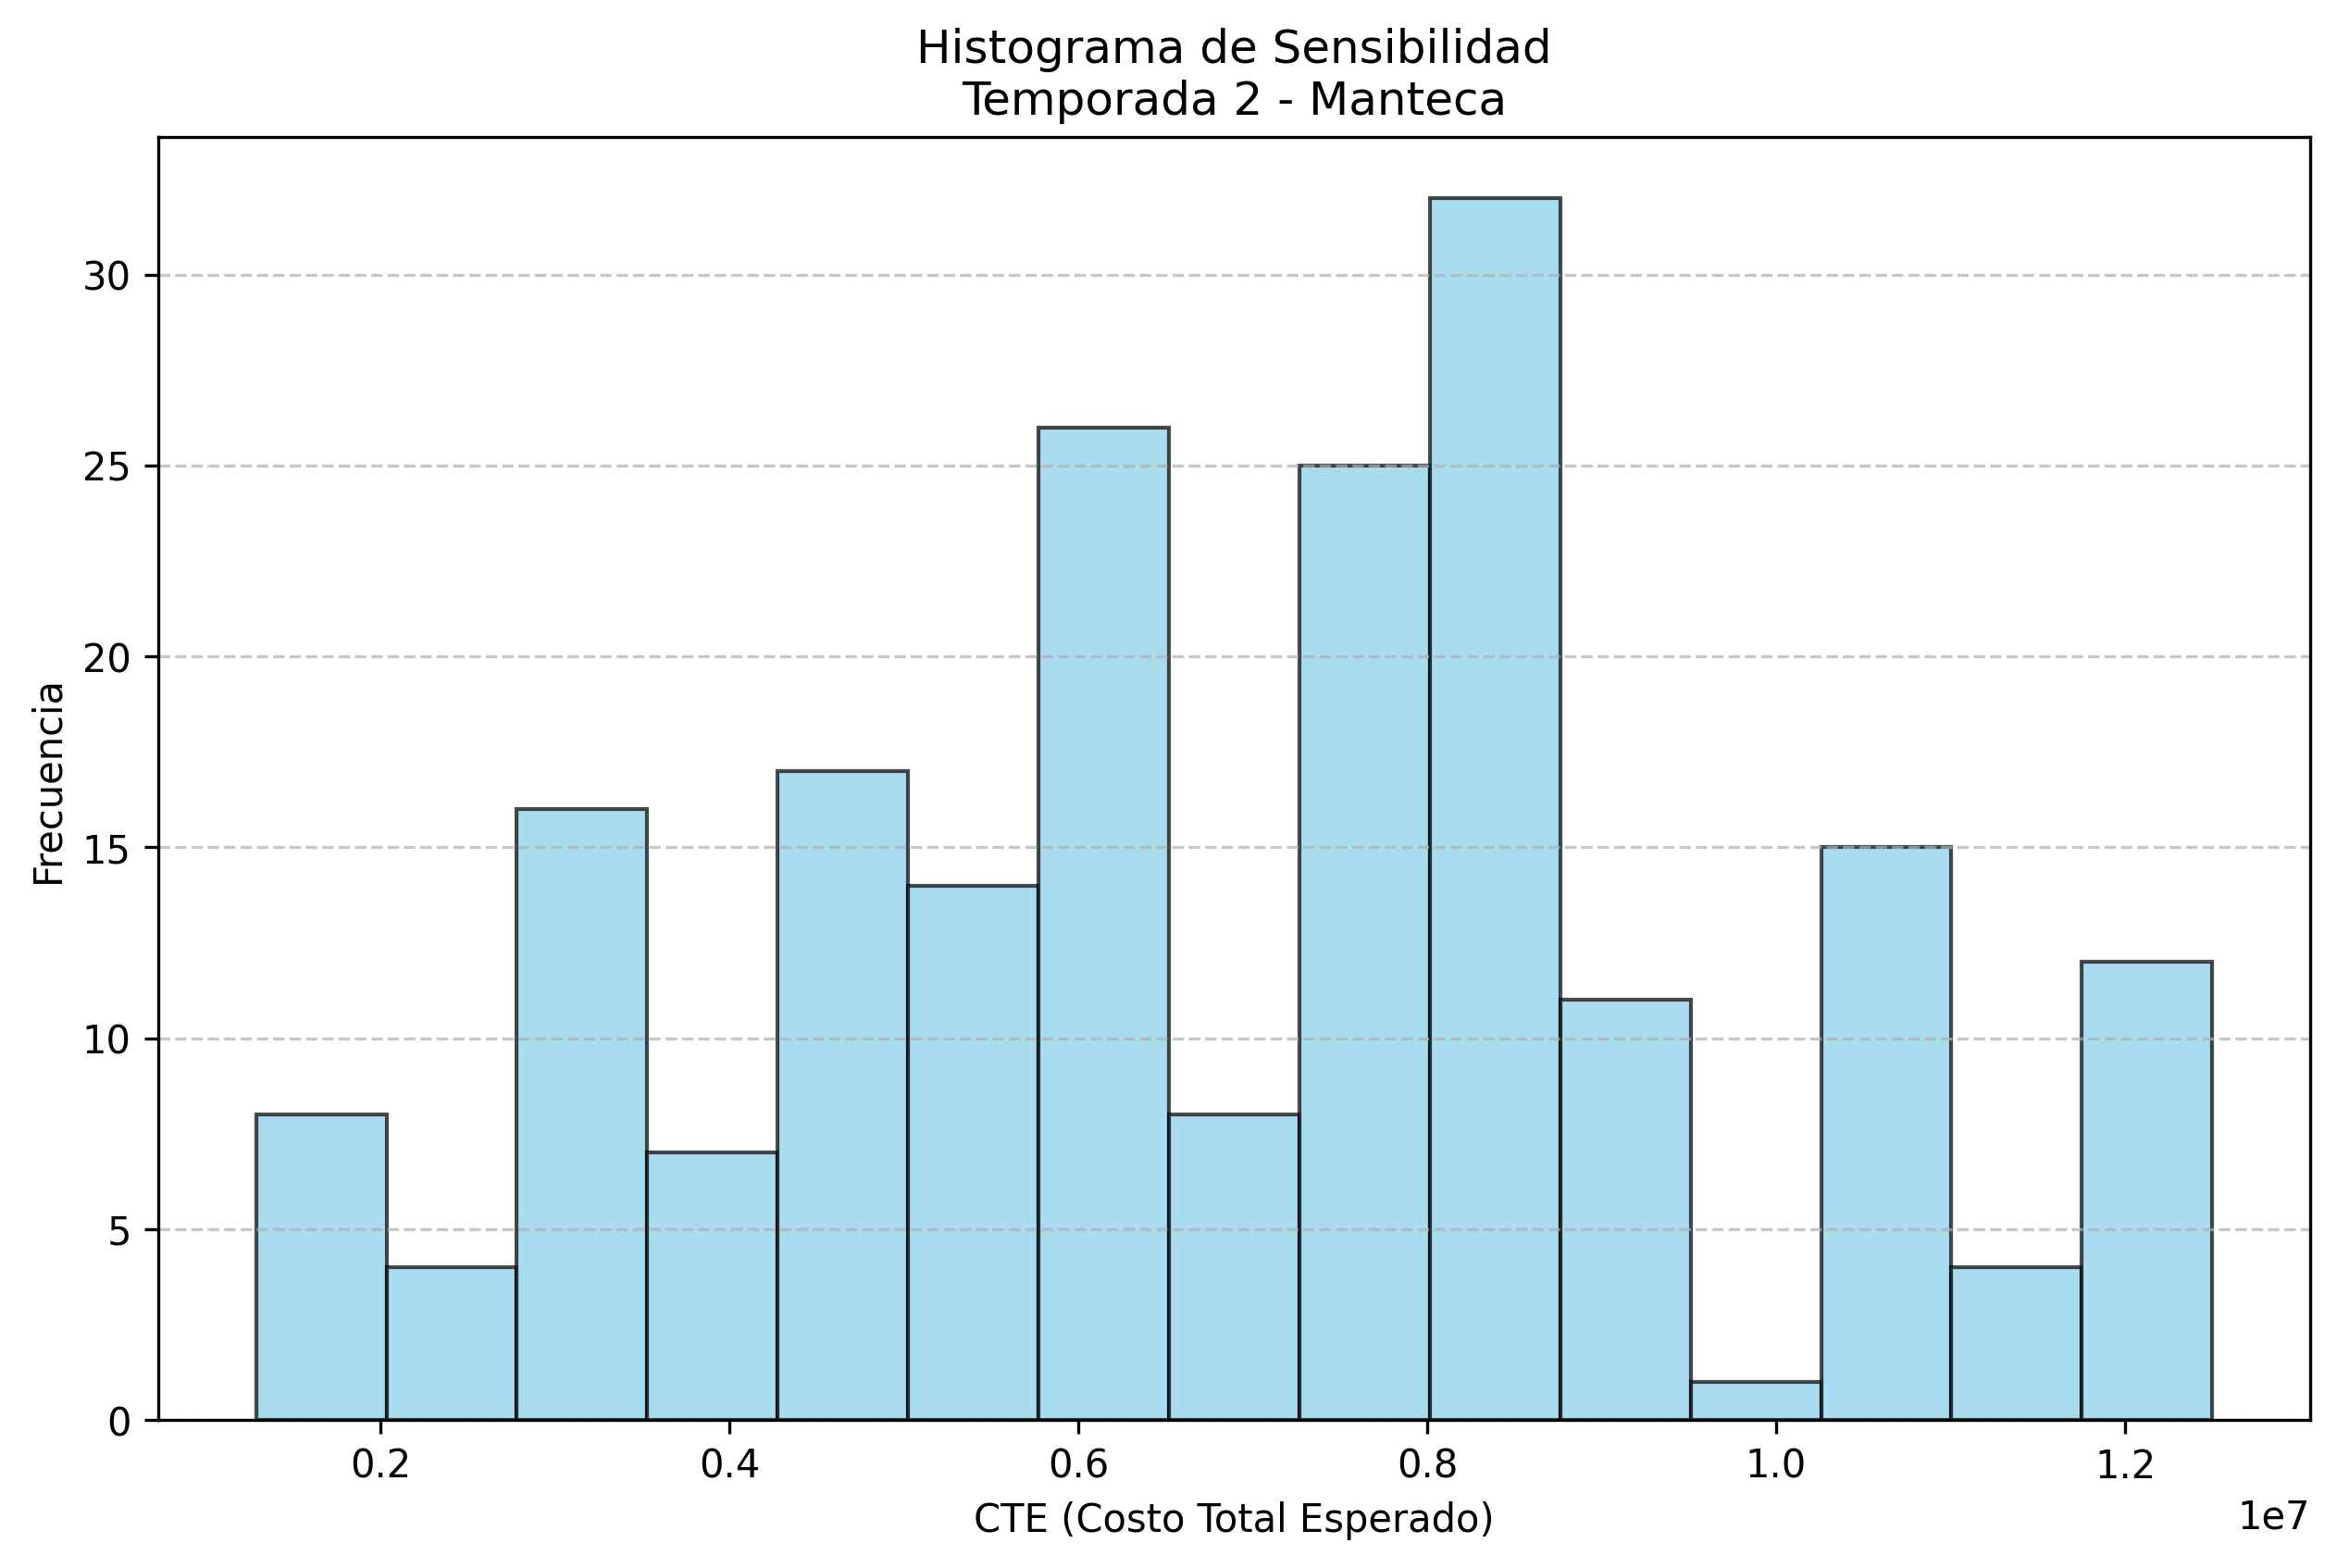 Histograma de Sensibilidad
Temporada 2 - Manteca
Frecuencia
30
25
20
15
10
5
0
0.2 0.4 0.6 0.8 1.0 1.2
1e7
CTE (Costo Total Esperado)